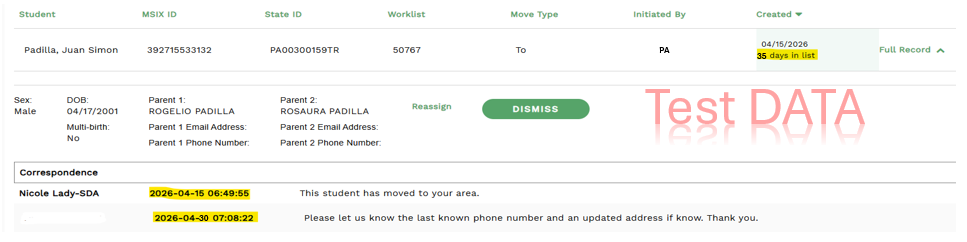 Student MSIX ID State ID Worklist Move Type Initiated By Created
Padilla, Juan Simon 392715533132 PA00300159TR 50767 To PA 04/15/2026 Full Record
35 days in list
Sex: DOB: Parent 1: Parent 2: Reassign DISMISS Test DATA
Male 04/17/2001 ROGELIO PADILLA ROSAURA PADILLA
Multi-birth: Parent 1 Email Address: Parent 2 Email Address:
No Parent 1 Phone Number: Parent 2 Phone Number:
Correspondence
Nicole Lady-SDA 2026-04-15 06:49:55 This student has moved to your area.
2026-04-30 07:08:22 Please let us know the last known phone number and an updated address if know. Thank you.